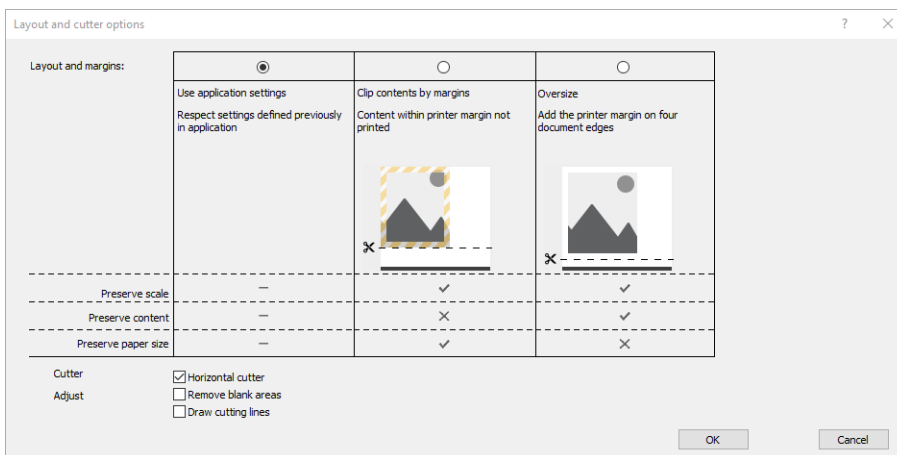 Layout and cutter options
Layout and margins:
Use application settings
Clip contents by margins
Oversize
Respect settings defined previously
in application
Content within printer margin not
printed
Add the printer margin on four
document edges
Preserve scale
Preserve content
Preserve paper size
Cutter
Horizontal cutter
Adjust
Remove blank areas
Draw cutting lines
OK
Cancel